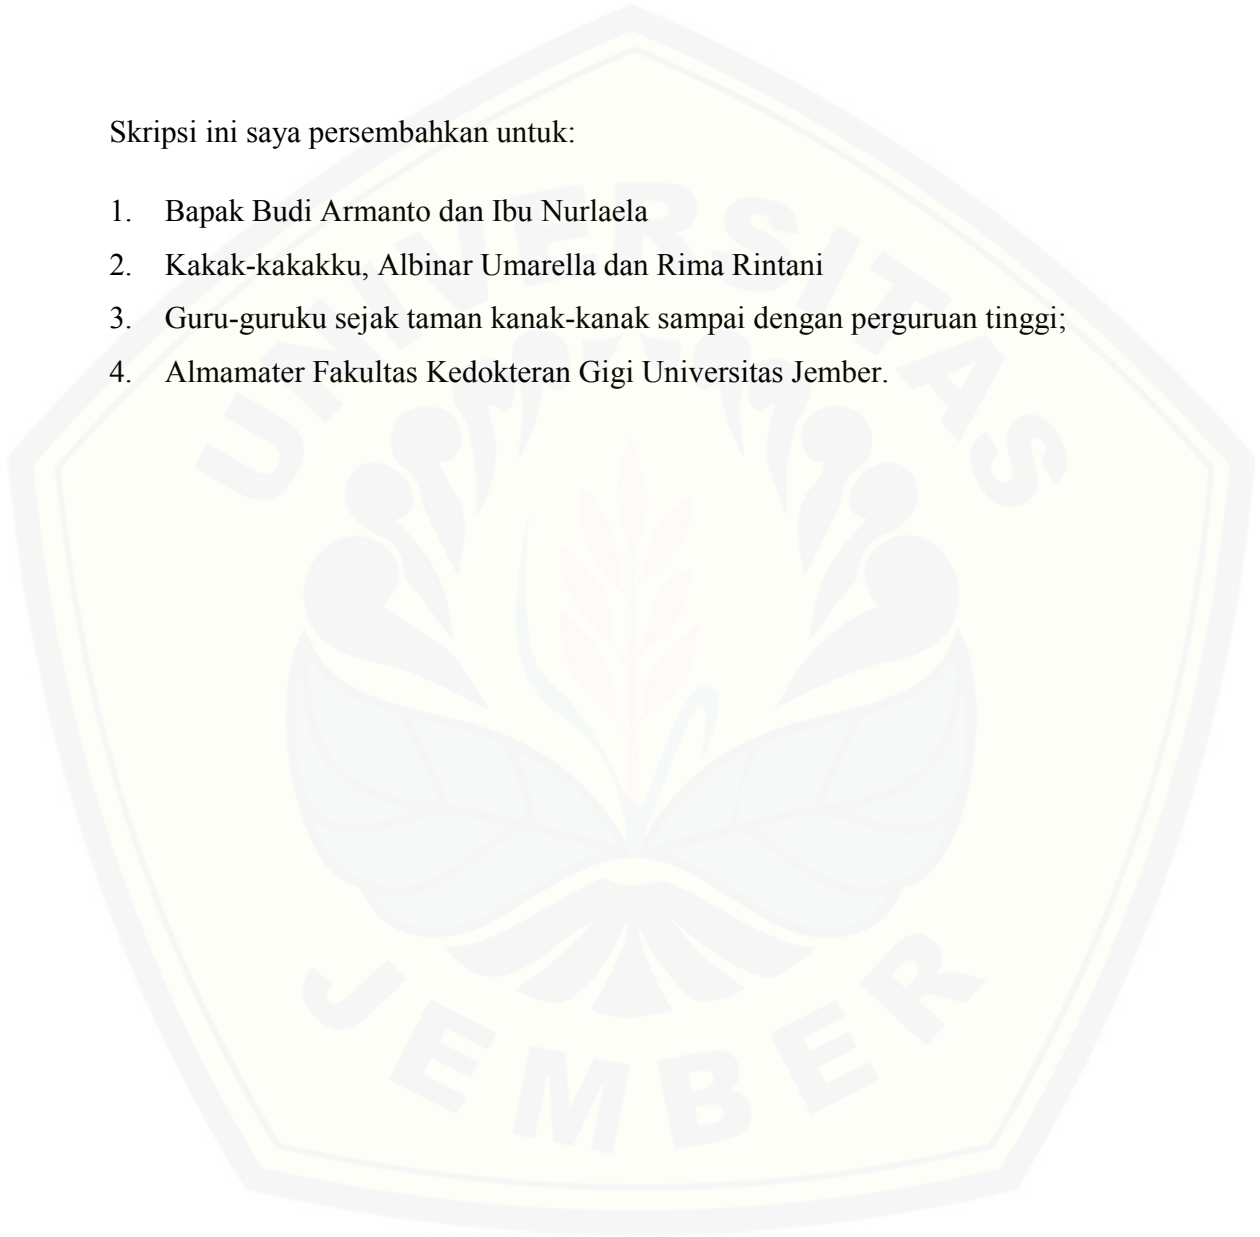 Skripsi ini saya persembahkan untuk:
1. Bapak Budi Armanto dan Ibu Nurlaela
2. Kakak-kakakku, Albinar Umarella dan Rima Rintani
3. Guru-guruku sejak taman kanak-kanak sampai dengan perguruan tinggi;
4. Almamater Fakultas Kedokteran Gigi Universitas Jember.
UNIVERSITAS
JEMBER